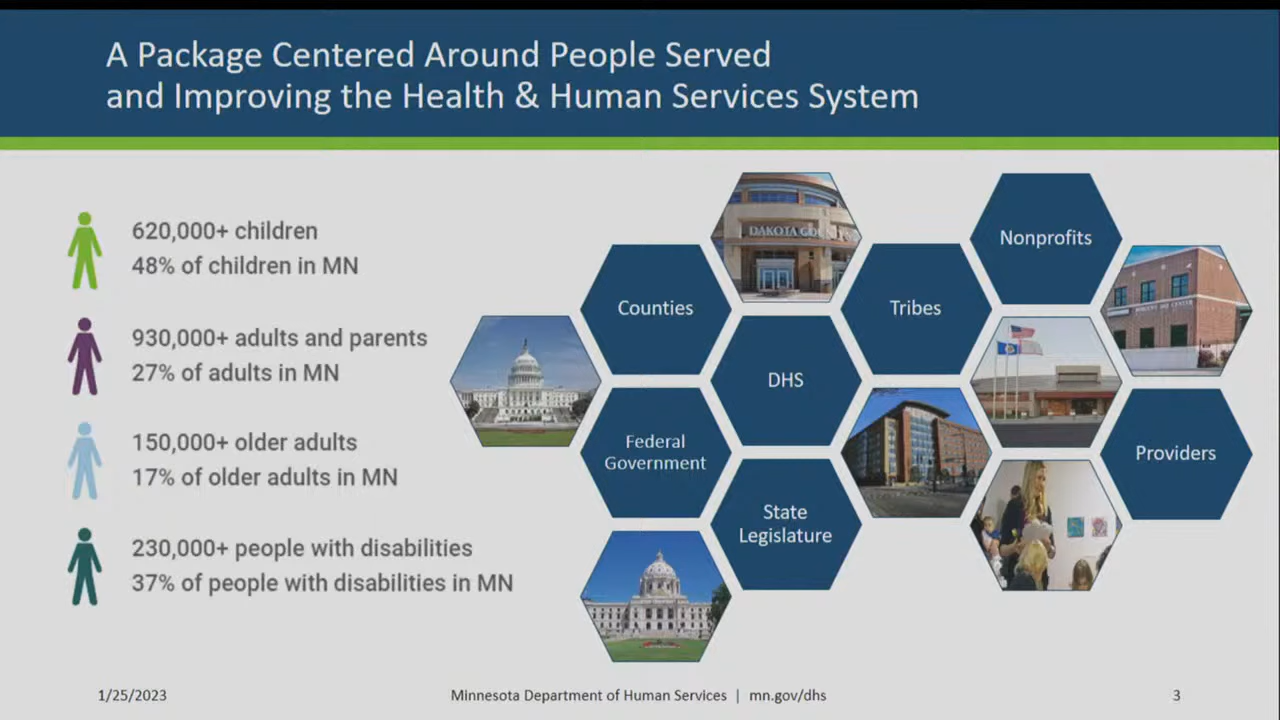 A Package Centered Around People Served
and Improving the Health & Human Services System
620,000+ children
48% of children in MN
930,000+ adults and parents
27% of adults in MN
150,000+ older adults
17% of older adults in MN
230,000+ people with disabilities
37% of people with disabilities in MN
DAKOTA COUNTY
Nonprofits
Counties
Tribes
DHS
Federal
Government
Providers
State
Legislature
1/25/2023
Minnesota Department of Human Services | mn.gov/dhs
3